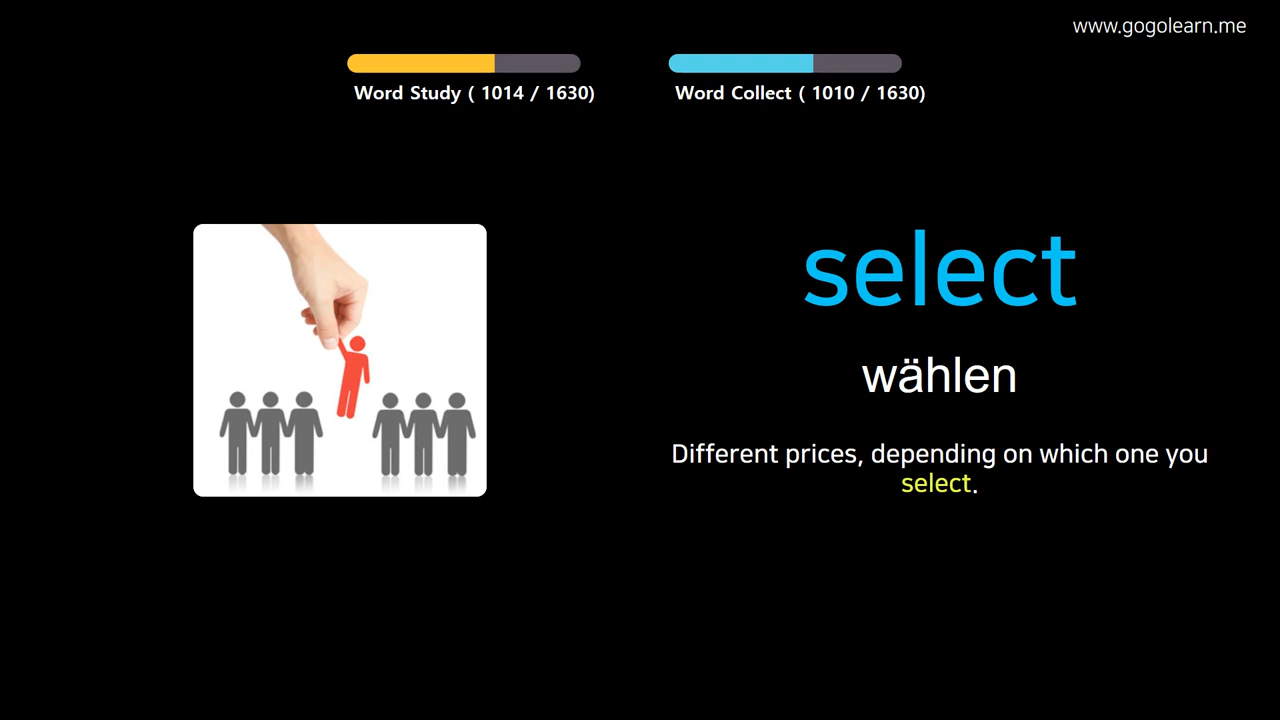 www.gogolearn.me
Word Study ( 1014 / 1630)
Word Collect ( 1010 / 1630)
select
wählen
Different prices, depending on which one you
select.